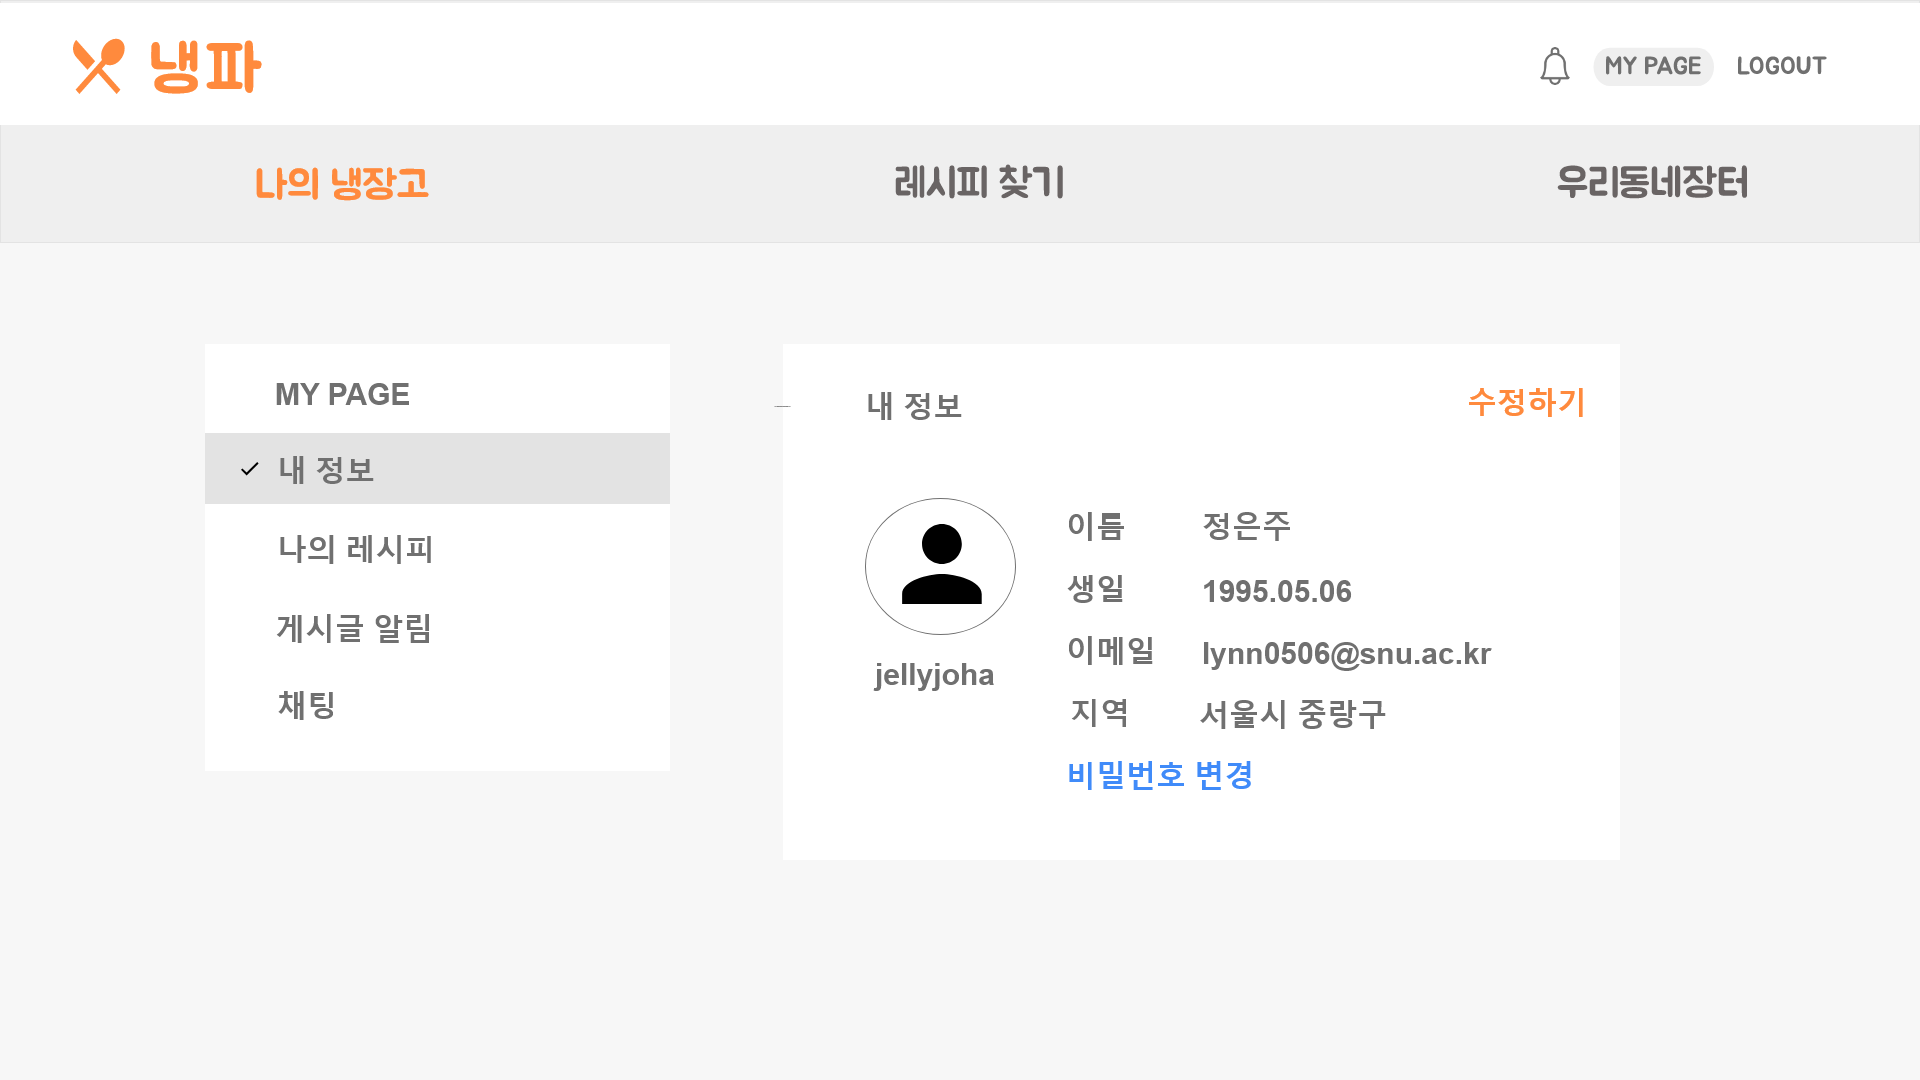 냉파
MY PAGE
LOGOUT
나의 냉장고
레시피 찾기
우리동네장터
MY PAGE
내 정보
나의 레시피
게시글 알림
채팅
내 정보
수정하기
jellyjoha
이름 정은주
생일 1995.05.06
이메일 lynn0506@snu.ac.kr
지역 서울시 중랑구
비밀번호 변경